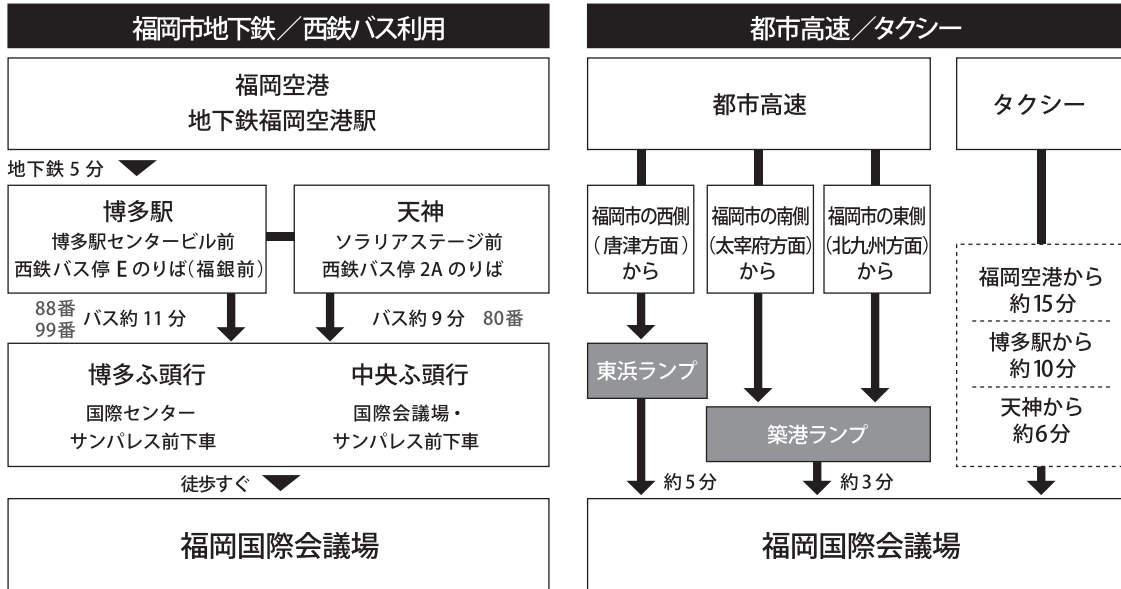 福岡市地下鉄／西鉄バス利用
福岡空港
地下鉄福岡空港駅
地下鉄 5 分
博多駅
博多駅センタービル前
西鉄バス停 E のりば（福銀前）
天神
ソラリアステージ前
西鉄バス停 2A のりば
88番
99番
バス約 11 分
バス約 9 分
80番
博多ふ頭行
国際センター
サンパレス前下車
中央ふ頭行
国際会議場・
サンパレス前下車
徒歩すぐ
福岡国際会議場
都市高速／タクシー
都市高速
福岡市の西側
（唐津方面）
から
福岡市の南側
（太宰府方面）
から
福岡市の東側
（北九州方面）
から
東浜ランプ
築港ランプ
約5分
約3分
タクシー
福岡空港から
約15分
博多駅から
約10分
天神から
約6分
福岡国際会議場